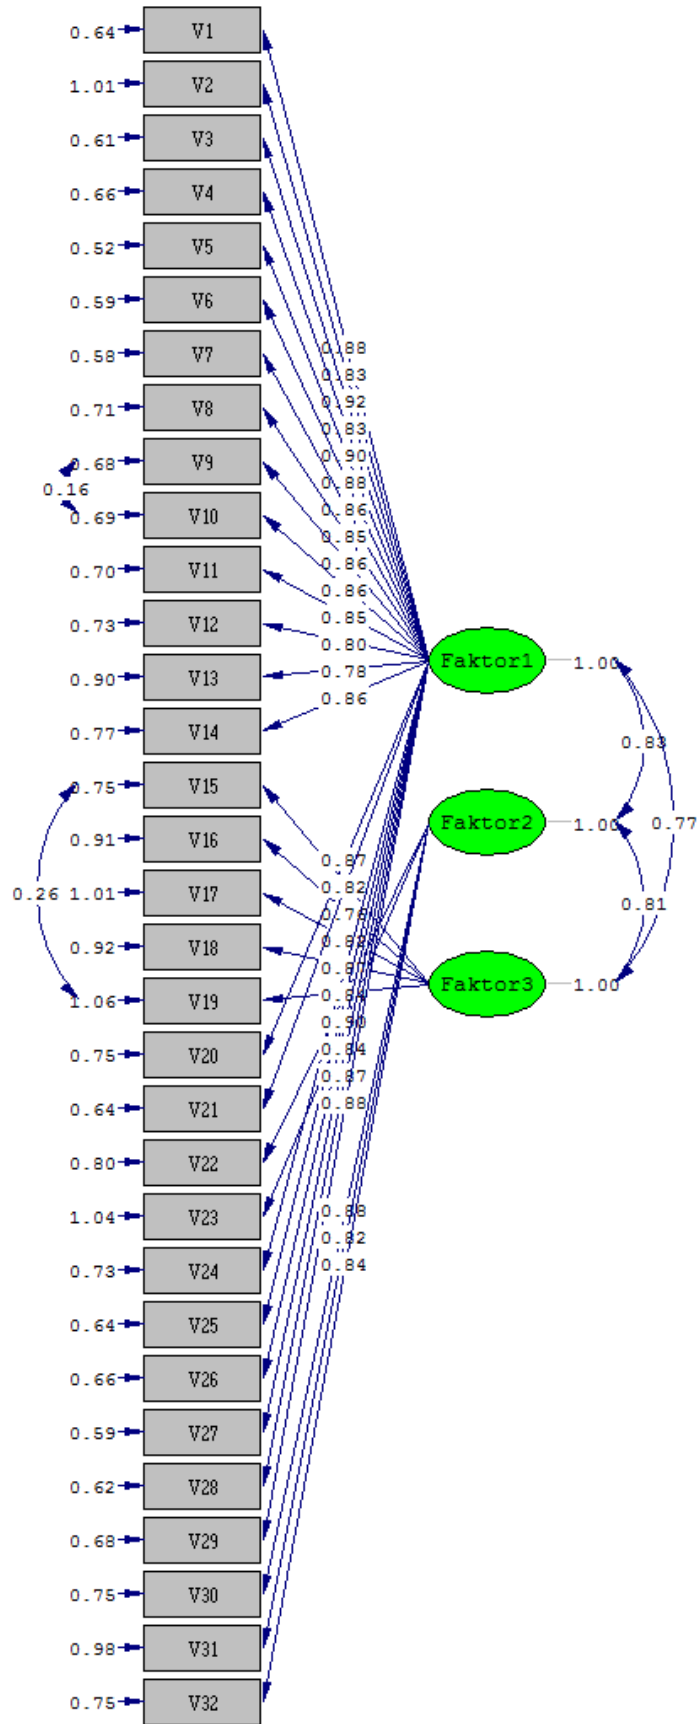 0.64 V1
1.01 V2
0.61 V3
0.66 V4
0.52 V5
0.59 V6
0.58 V7
0.88
0.83
0.71 V8
0.92
0.83
0.68 V9
0.90
0.88
0.16
0.69 V10
0.86
0.85
0.70 V11
0.86
0.86
0.73 V12
0.85
0.80
0.90 V13
0.78
Faktor1 1.00
0.86
0.77 V14
0.83
0.75 V15
Faktor2 1.00
0.77
0.91 V16
0.87
0.82
0.26
1.01 V17
0.81
0.92 V18
Faktor3 1.00
1.06 V19
0.90
0.75 V20
0.84
0.87
0.64 V21
0.88
0.80 V22
1.04 V23
0.88
0.82
0.73 V24
0.84
0.64 V25
0.66 V26
0.59 V27
0.62 V28
0.68 V29
0.75 V30
0.98 V31
0.75 V32